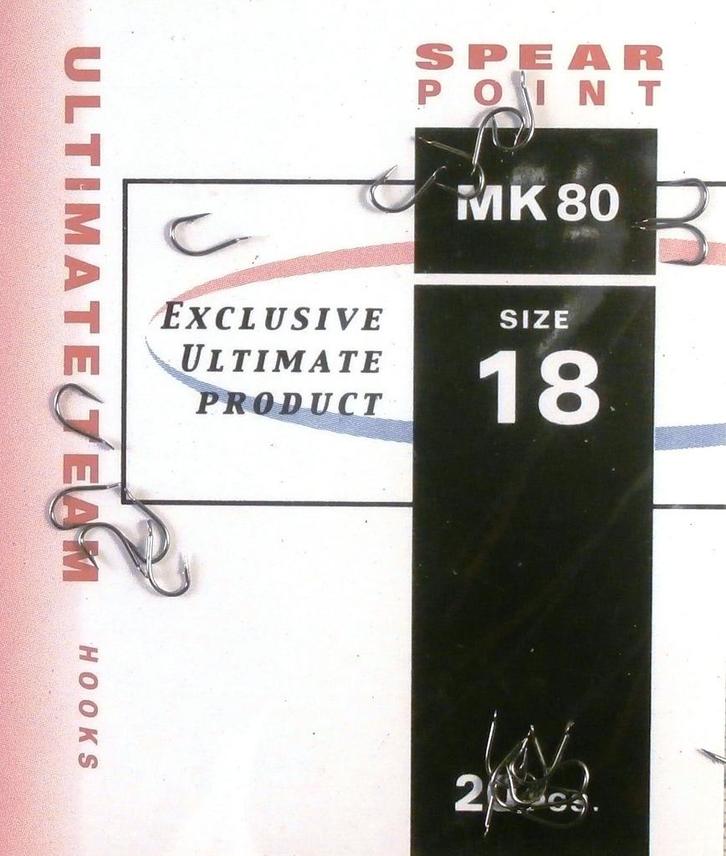 ULTIMATE TEAM
HOOKS
SPEAR
POINT
MK 80
EXCLUSIVE
ULTIMATE
PRODUCT
SIZE
18